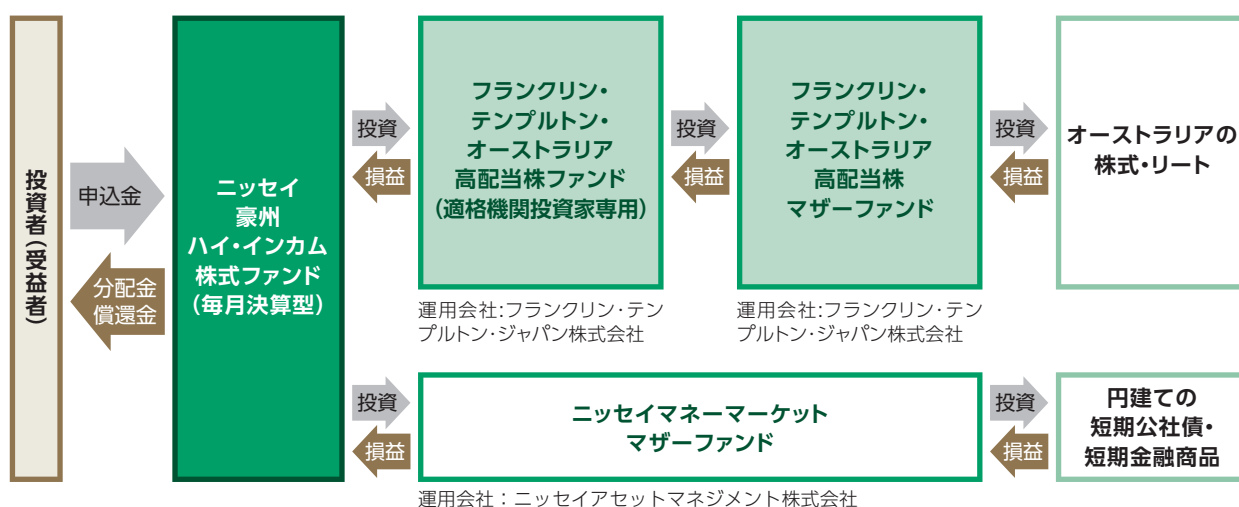 投資者（受益者）
申込金
分配金
償還金
ニッセイ
豪州
ハイ・インカム
株式ファンド
（毎月決算型）
投資
損益
フランクリン・
テンプルトン・
オーストラリア
高配当株ファンド
（適格機関投資家専用）
運用会社:フランクリン・テン
プルトン・ジャパン株式会社
投資
損益
フランクリン・
テンプルトン・
オーストラリア
高配当株
マザーファンド
運用会社:フランクリン・テン
プルトン・ジャパン株式会社
投資
損益
オーストラリアの
株式・リート
投資
損益
ニッセイマネーマーケット
マザーファンド
運用会社：ニッセイアセットマネジメント株式会社
投資
損益
円建ての
短期公社債・
短期金融商品